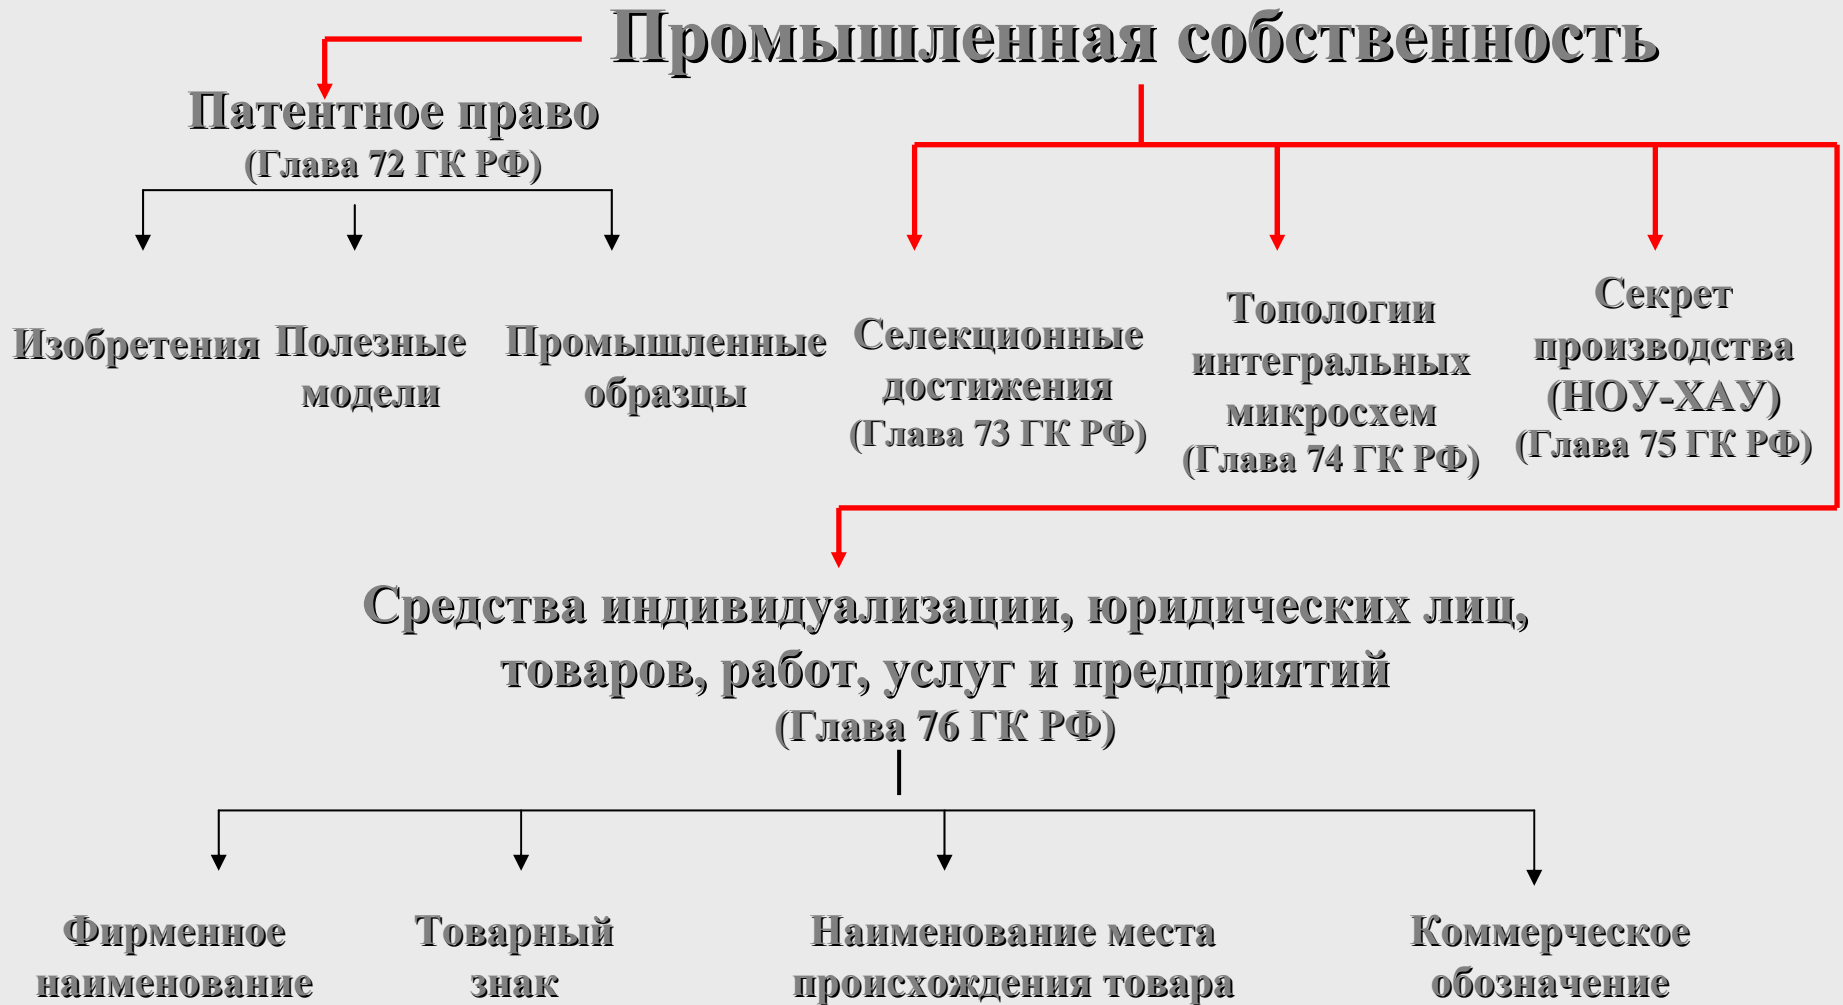 Промышленная собственность
Патентное право
(Глава 72 ГК РФ)
Изобретения
Полезные
модели
Промышленные
образцы
Селекционные
достижения
(Глава 73 ГК РФ)
Топологии
интегральных
микросхем
(Глава 74 ГК РФ)
Секрет
производства
(НОУ-ХАУ)
(Глава 75 ГК РФ)
Средства индивидуализации, юридических лиц,
товаров, работ, услуг и предприятий
(Глава 76 ГК РФ)
Фирменное
наименование
Товарный
знак
Наименование места
происхождения товара
Коммерческое
обозначение